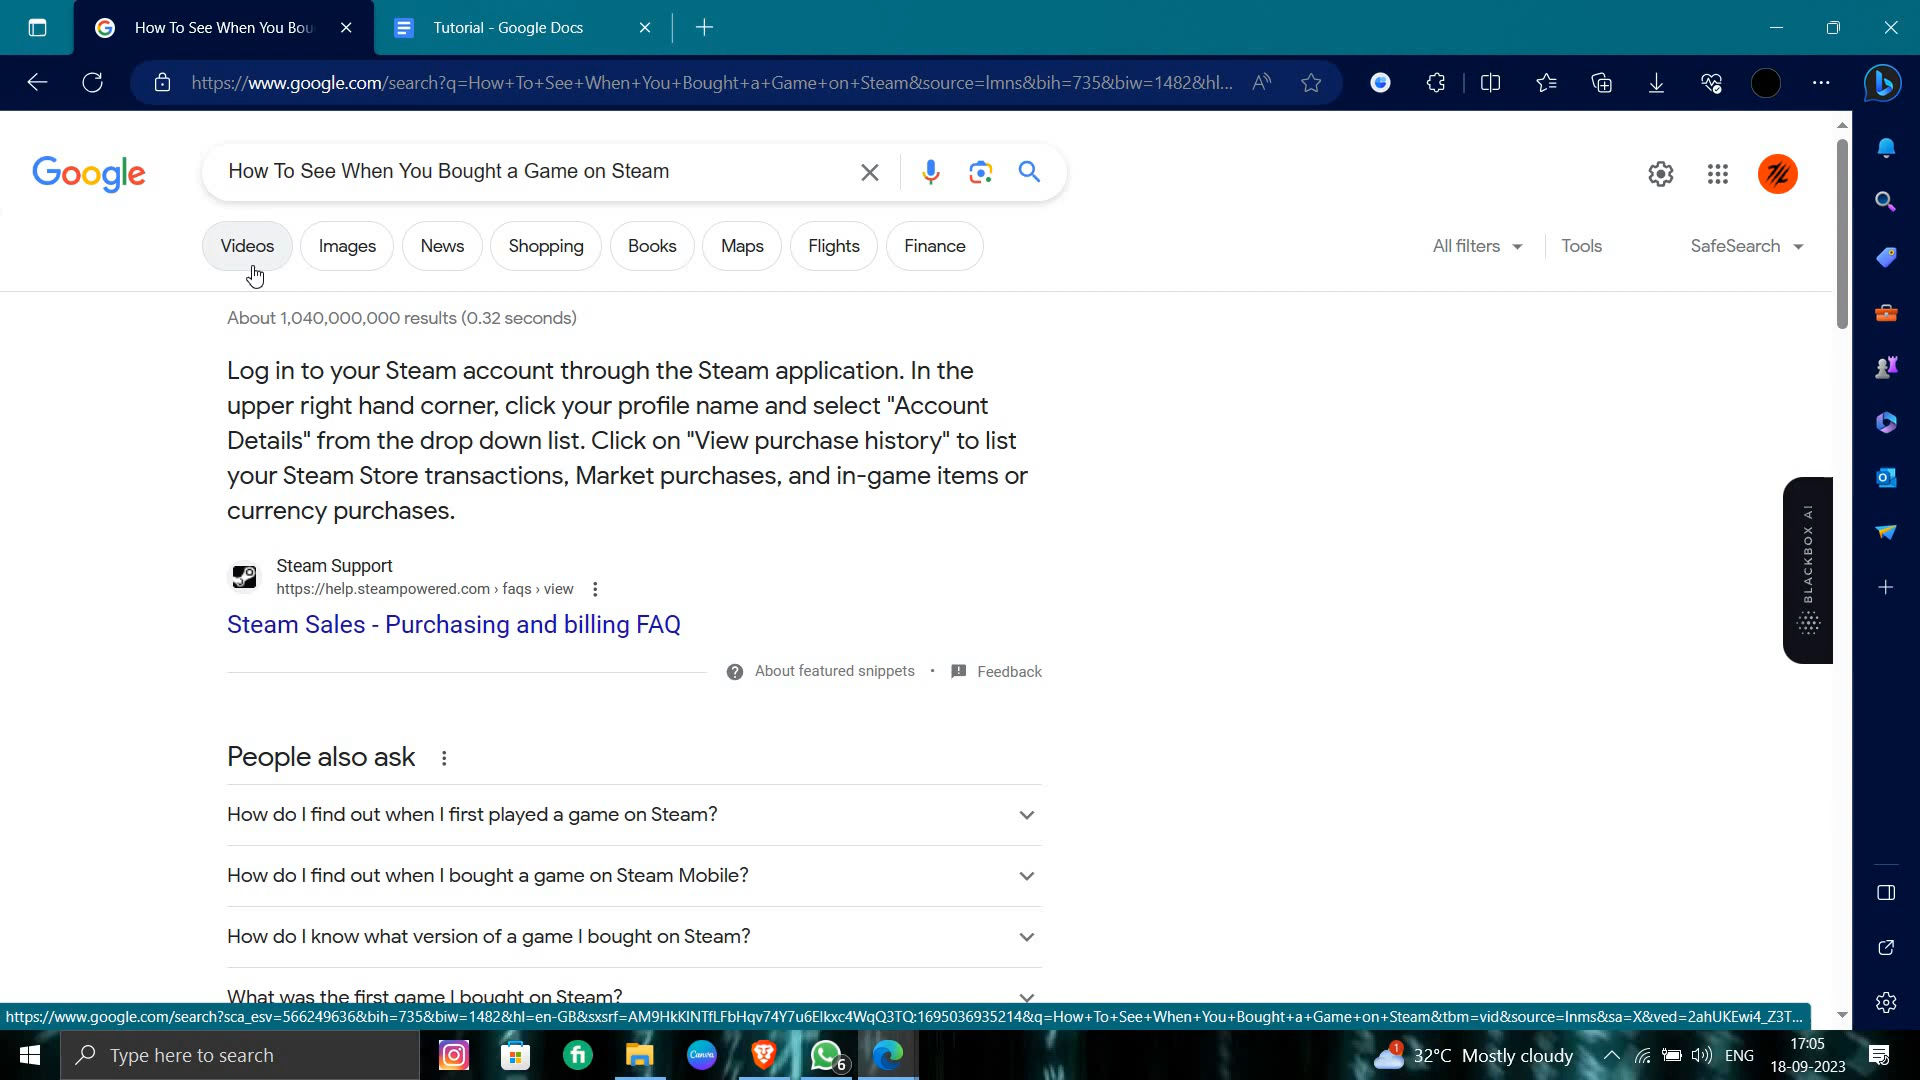 How To See When You Bou
Tutorial - Google Docs
https://www.google.com/search?q=How+To+See+When+You+Bought+a+Game+on+Steam&source=lmns&bih=735&biw=1482&hl...
Google
How To See When You Bought a Game on Steam
Videos
Images
News
Shopping
Books
Maps
Flights
Finance
All filters
Tools
SafeSearch
About 1,040,000,000 results (0.32 seconds)
Log in to your Steam account through the Steam application. In the
upper right hand corner, click your profile name and select "Account
Details" from the drop down list. Click on "View purchase history" to list
your Steam Store transactions, Market purchases, and in-game items or
currency purchases.
Steam Support
https://help.steampowered.com › faqs › view
Steam Sales - Purchasing and billing FAQ
About featured snippets
•
Feedback
BLACKBOX AI
People also ask
How do I find out when I first played a game on Steam?
How do I find out when I bought a game on Steam Mobile?
How do I know what version of a game I bought on Steam?
What was the first game I bought on Steam?
https://www.google.com/search?sca_esv=566249636&bih=735&biw=1482&hl=en-GB&sxsrf=AM9HkKlNTfLFbHqv74Y7u6Elkxc4WqQ3TQ:1695036935214&q=How+To+See+When+You+Bought+a+Game+on+Steam&tbm=vid&source=lnms&sa=X&ved=2ahUKEwi4_Z3T...
Type here to search
fi
Canva
6
1
32°C Mostly cloudy
ENG
17:05
18-09-2023